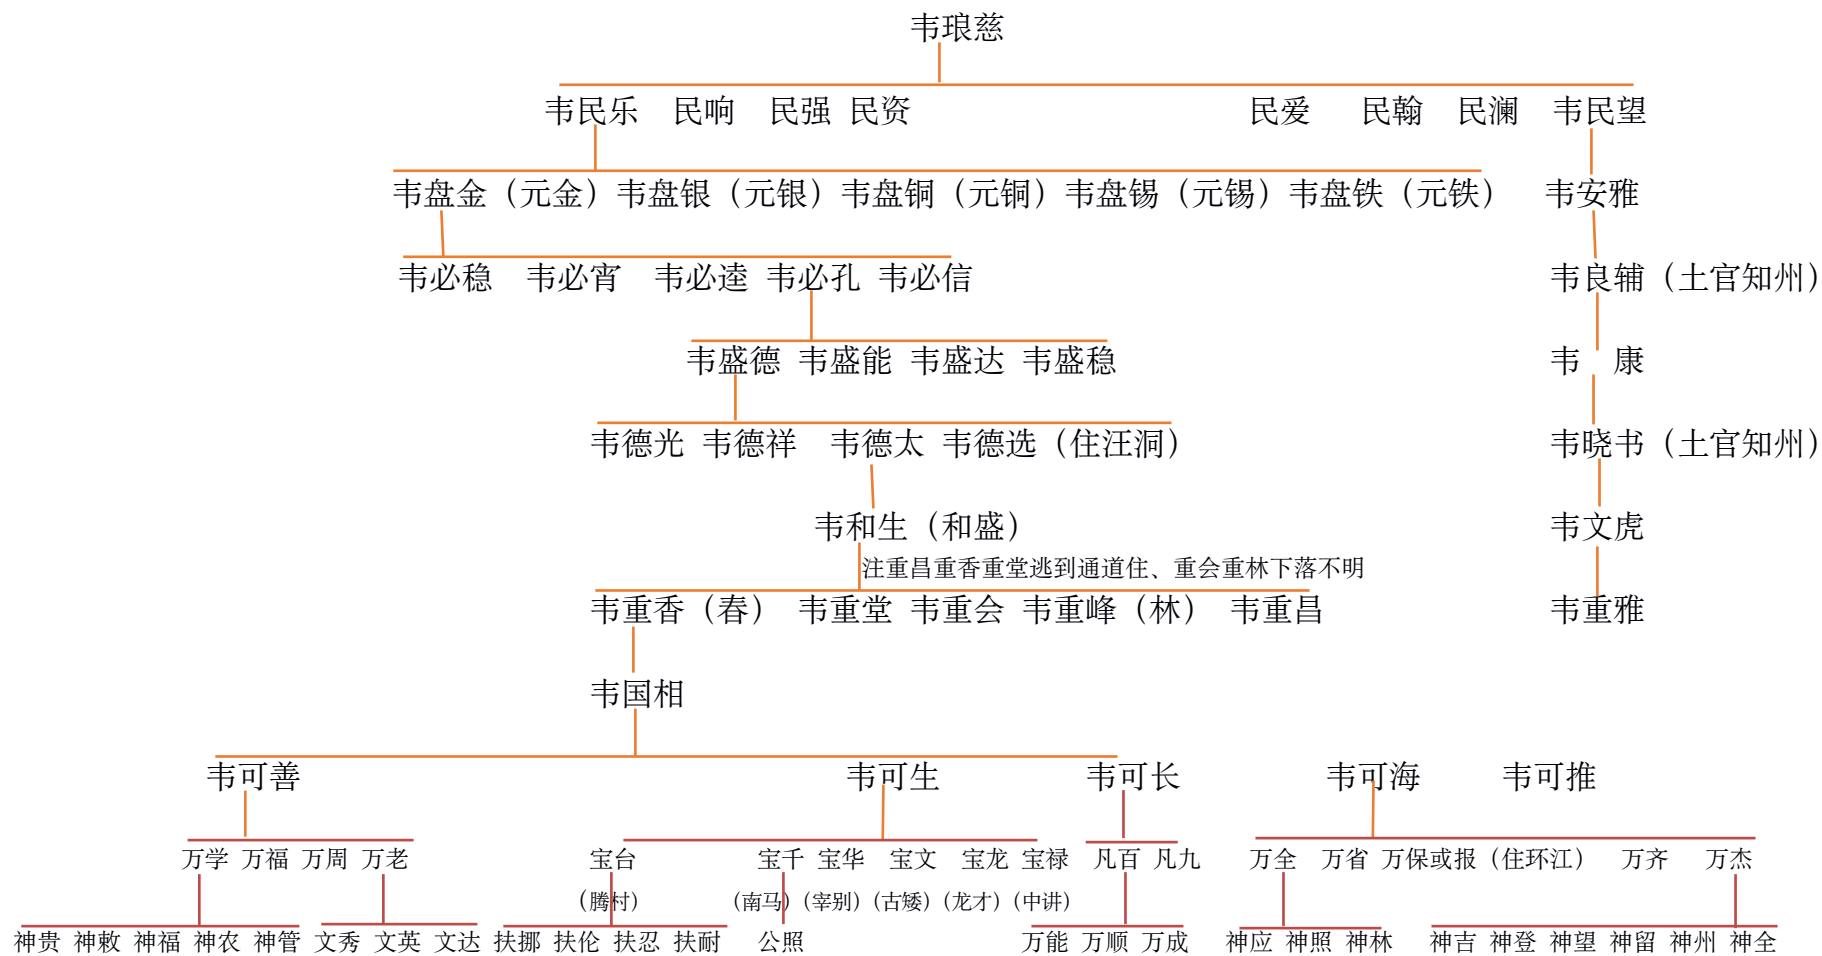 韦琅慈
韦民乐 民响 民强 民资 民爱 民翰 民澜 韦民望
韦盘金（元金）韦盘银（元银）韦盘铜（元铜）韦盘锡（元锡）韦盘铁（元铁） 韦安雅
韦必稳 韦必宵 韦必逵 韦必孔 韦必信 韦良辅（土官知州）
韦盛德 韦盛能 韦盛达 韦盛稳 韦 康
韦德光 韦德祥 韦德太 韦德选（住汪洞） 韦晓书（土官知州）
韦和生（和盛） 韦文虎
注重昌重香重堂逃到通道住、重会重林下落不明
韦重香（春） 韦重堂 韦重会 韦重峰（林） 韦重昌 韦重雅
韦国相
韦可善 韦可生 韦可长 韦可海 韦可推
万学 万福 万周 万老 宝台 宝千 宝华 宝文 宝龙 宝禄 凡百 凡九 万全 万省 万保或报（住环江） 万齐 万杰
（腾村） （南马）（宰别）（古矮）（龙才）（中讲）
神贵 神敕 神福 神农 神管 文秀 文英 文达 扶挪 扶伦 扶忍 扶耐 公照 万能 万顺 万成 神应 神照 神林 神吉 神登 神望 神留 神州 神全